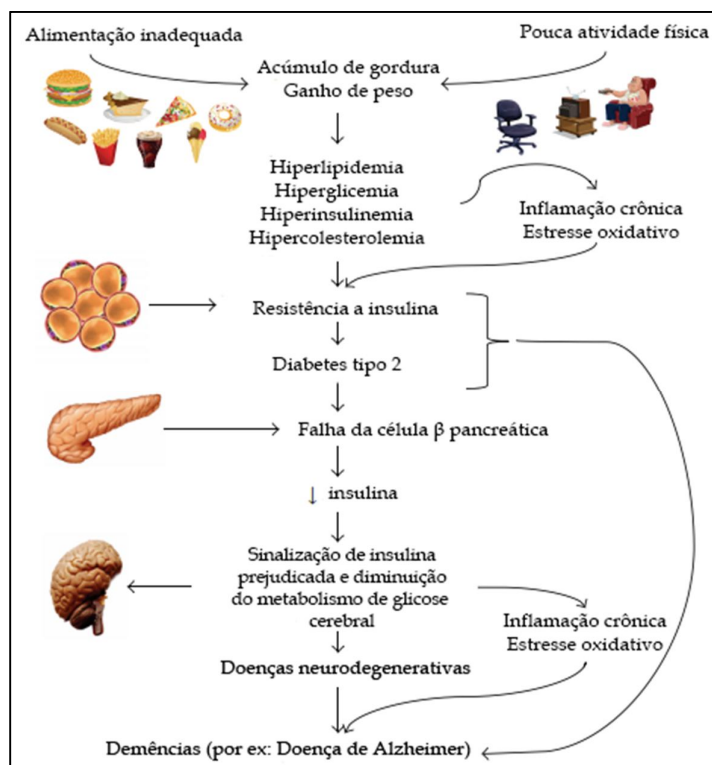 Alimentação inadequada
Pouca atividade física
Acúmulo de gordura
Ganho de peso
Hiperlipidemia
Hiperglicemia
Hiperinsulinemia
Hipercolesterolemia
Inflamação crônica
Estresse oxidativo
Resistência a insulina
Diabetes tipo 2
Falha da célula β pancreática
↓ insulina
Sinalização de insulina
prejudicada e diminuição
do metabolismo de glicose
cerebral
Inflamação crônica
Estresse oxidativo
Doenças neurodegenerativas
Demências (por ex: Doença de Alzheimer)